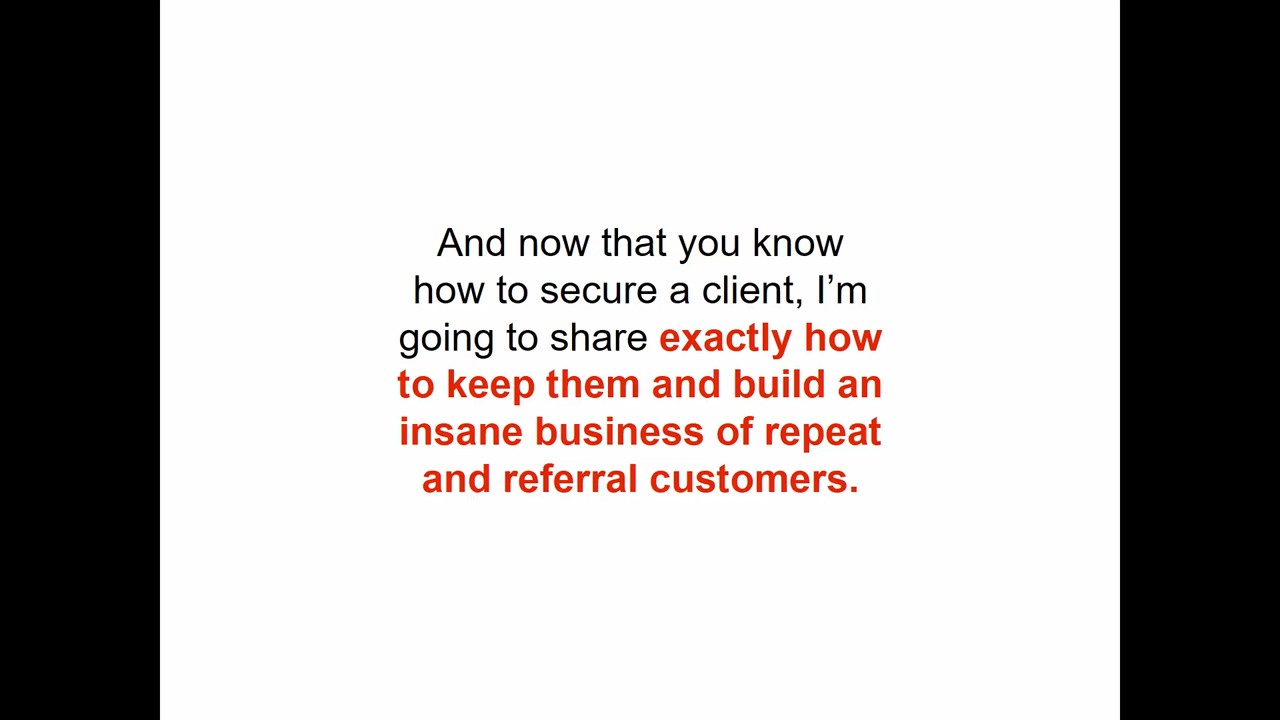 And now that you know
how to secure a client, I’m
going to share exactly how
to keep them and build an
insane business of repeat
and referral customers.